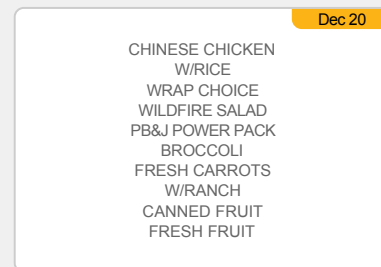 Dec 20
CHINESE CHICKEN
W/RICE
WRAP CHOICE
WILDFIRE SALAD
PB&J POWER PACK
BROCCOLI
FRESH CARROTS
W/RANCH
CANNED FRUIT
FRESH FRUIT